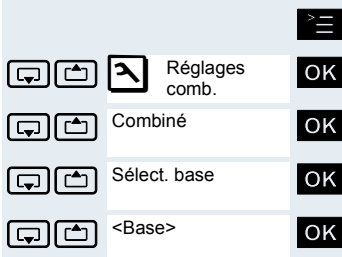 Réglages
comb.
OK
Combiné
OK
Sélect. base
OK
<Base>
OK